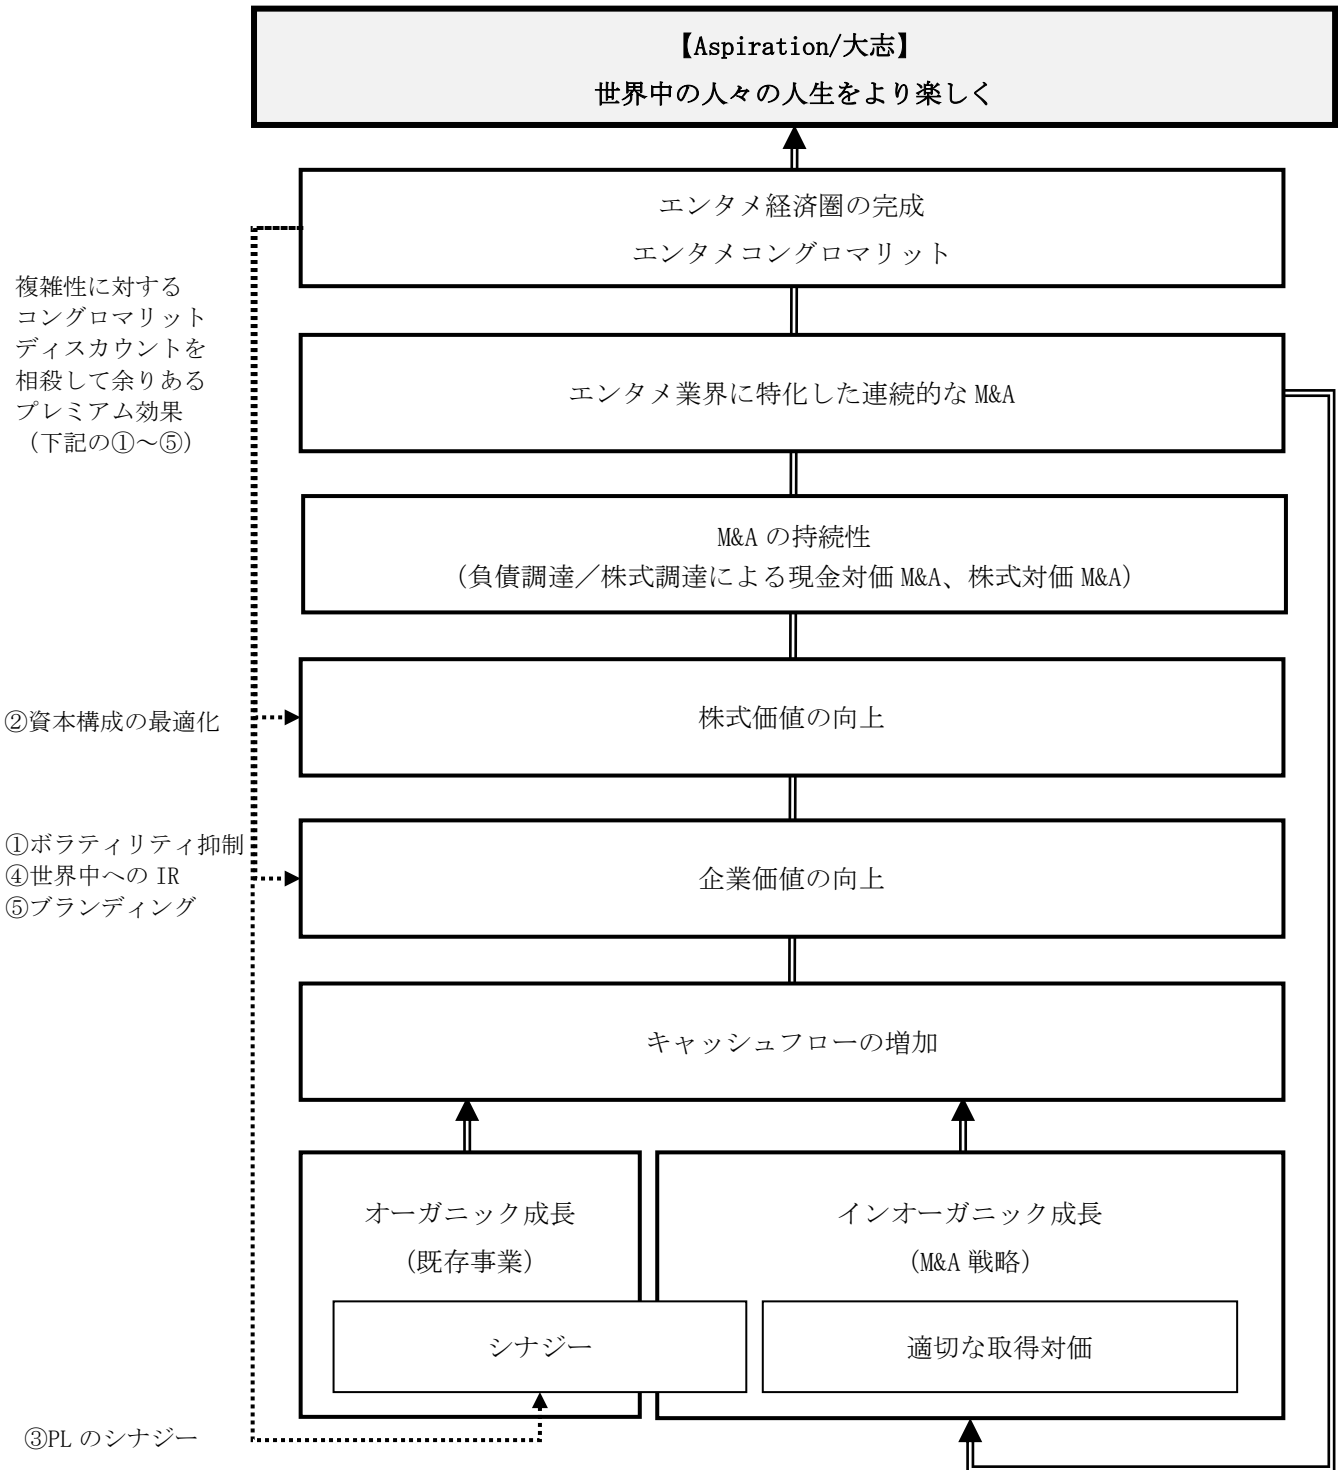 【Aspiration/大志】
世界中の人々の人生をより楽しく
エンタメ経済圏の完成
エンタメコングロマリット
複雑性に対する
コングロマリット
ディスカウントを
相殺して余りある
プレミアム効果
（下記の①～⑤）
エンタメ業界に特化した連続的な M&A
M&A の持続性
（負債調達／株式調達による現金対価 M&A、株式対価 M&A）
②資本構成の最適化
株式価値の向上
①ボラティリティ抑制
④世界中への IR
⑤ブランディング
企業価値の向上
キャッシュフローの増加
オーガニック成長
（既存事業）
インオーガニック成長
（M&A 戦略）
シナジー
適切な取得対価
③PL のシナジー